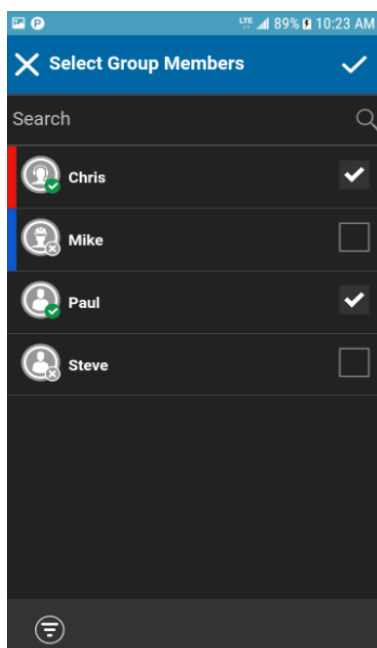 P LTE 89% 10:23 AM
Select Group Members
Search
Chris
Mike
Paul
Steve